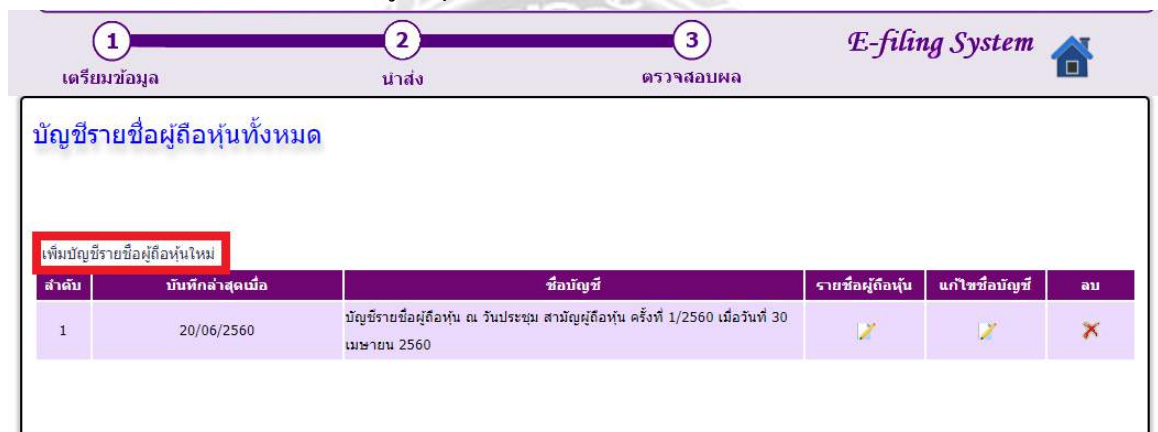 1 2 3 E-filing System
เตรียมข้อมูล นำส่ง ตรวจสอบผล
บัญชีรายชื่อผู้ถือหุ้นทั้งหมด
เพิ่มบัญชีรายชื่อผู้ถือหุ้นใหม่
ลำดับ บันทึกล่าสุดเมื่อ ชื่อบัญชี รายชื่อผู้ถือหุ้น แก้ไขชื่อบัญชี ลบ
1 20/06/2560 บัญชีรายชื่อผู้ถือหุ้น ณ วันประชุม สามัญผู้ถือหุ้น ครั้งที่ 1/2560 เมื่อวันที่ 30
เมษายน 2560